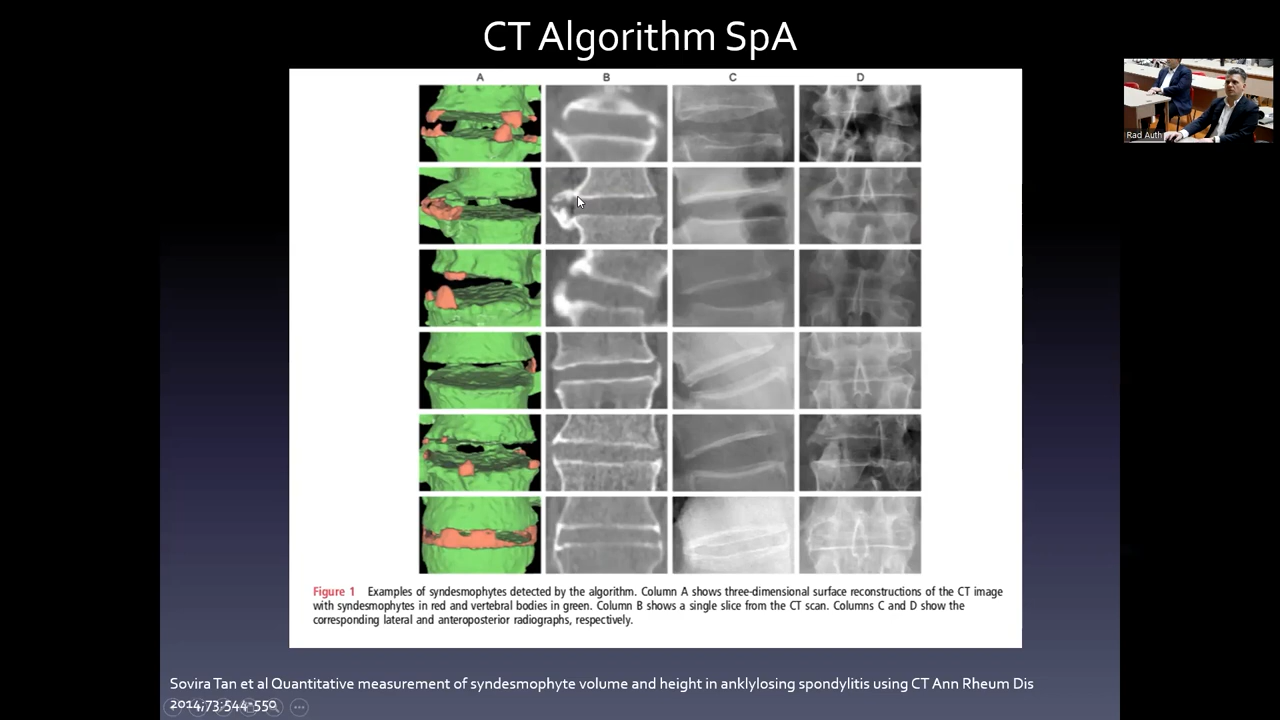 CT Algorithm SpA
A B C D
Rad Auth
Figure 1 Examples of syndesmophytes detected by the algorithm. Column A shows three-dimensional surface reconstructions of the CT image
with syndesmophytes in red and vertebral bodies in green. Column B shows a single slice from the CT scan. Columns C and D show the
corresponding lateral and anteroposterior radiographs, respectively.
Sovira Tan et al Quantitative measurement of syndesmophyte volume and height in anklylosing spondylitis using CT Ann Rheum Dis
2014;73:544-550